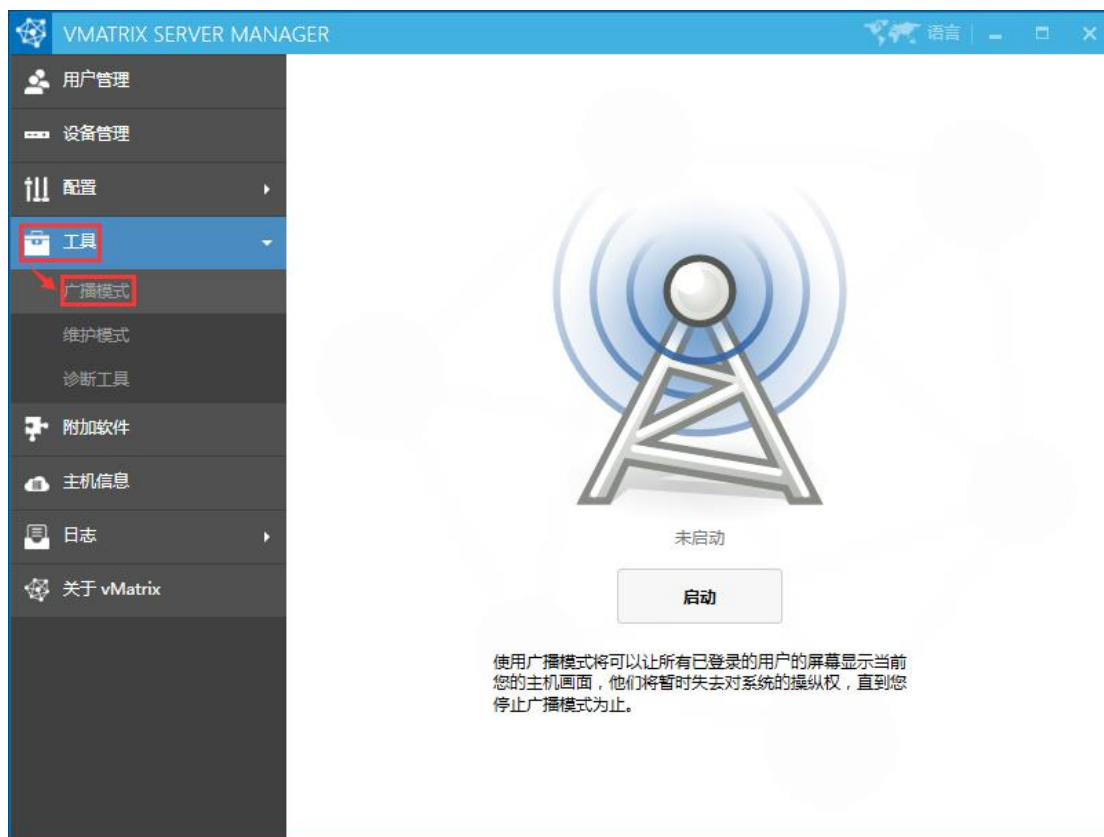 VMATRIX SERVER MANAGER
语言
用户管理
设备管理
配置
工具
广播模式
维护模式
诊断工具
附加软件
主机信息
日志
关于 vMatrix
未启动
启动
使用广播模式将可以让所有已登录的用户的屏幕显示当前
您的主机画面，他们将暂时失去对系统的操纵权，直到您
停止广播模式为止。